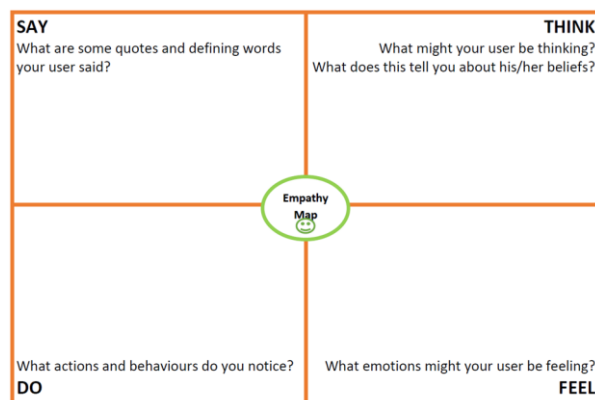 SAY
What are some quotes and defining words
your user said?
THINK
What might your user be thinking?
What does this tell you about his/her beliefs?
Empathy
Map
What actions and behaviours do you notice?
DO
What emotions might your user be feeling?
FEEL